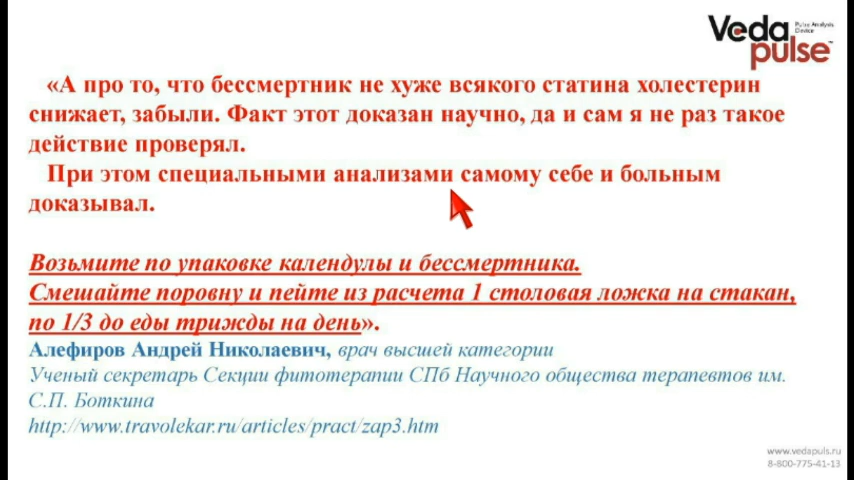 Veda Pulse Analysis
Device
pulse™
«А про то, что бессмертник не хуже всякого статина холестерин
снижает, забыли. Факт этот доказан научно, да и сам я не раз такое
действие проверял.
При этом специальными анализами самому себе и больным
доказывал.
Возьмите по упаковке календулы и бессмертника.
Смешайте поровну и пейте из расчета 1 столовая ложка на стакан,
по 1/3 до еды трижды на день».
Алефиров Андрей Николаевич, врач высшей категории
Ученый секретарь Секции фитотерапии СПб Научного общества терапевтов им.
С.П. Боткина
http://www.travolekar.ru/articles/pract/zap3.htm
www.vedapuls.ru
8-800-775-41-13